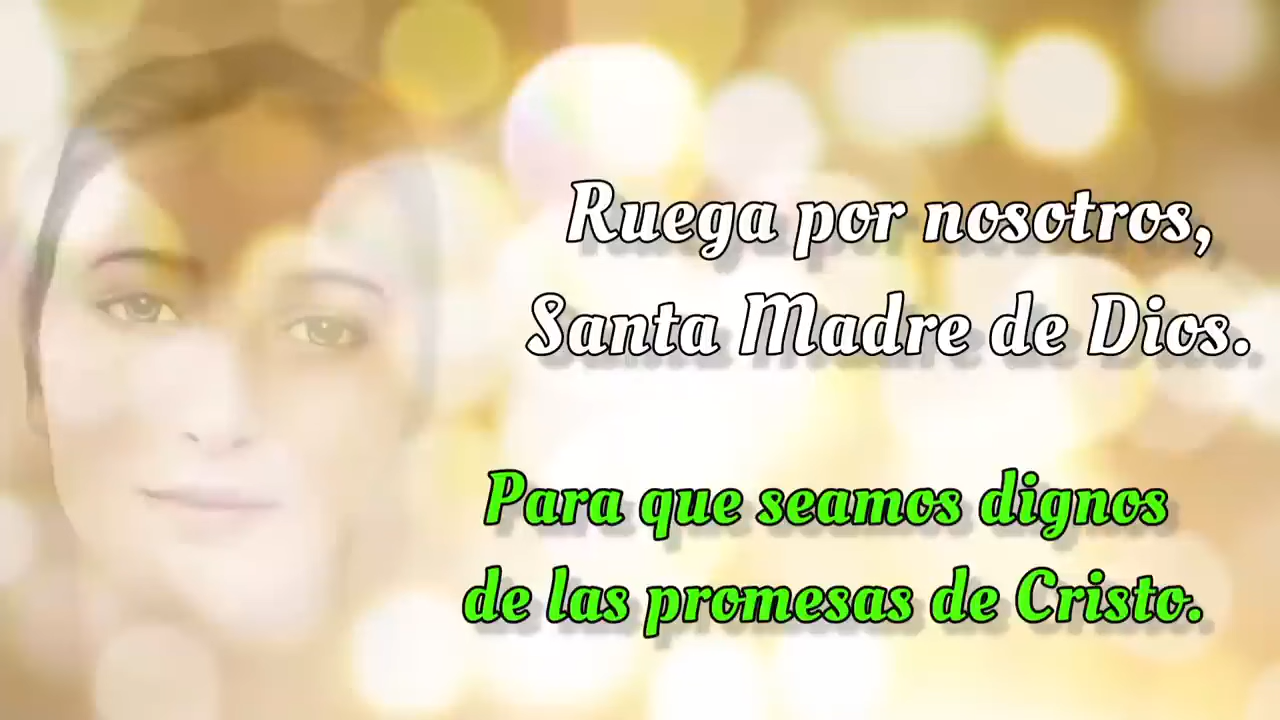 Ruega por nosotros,
Santa Madre de Dios.
Para que seamos dignos
de las promesas de Cristo.